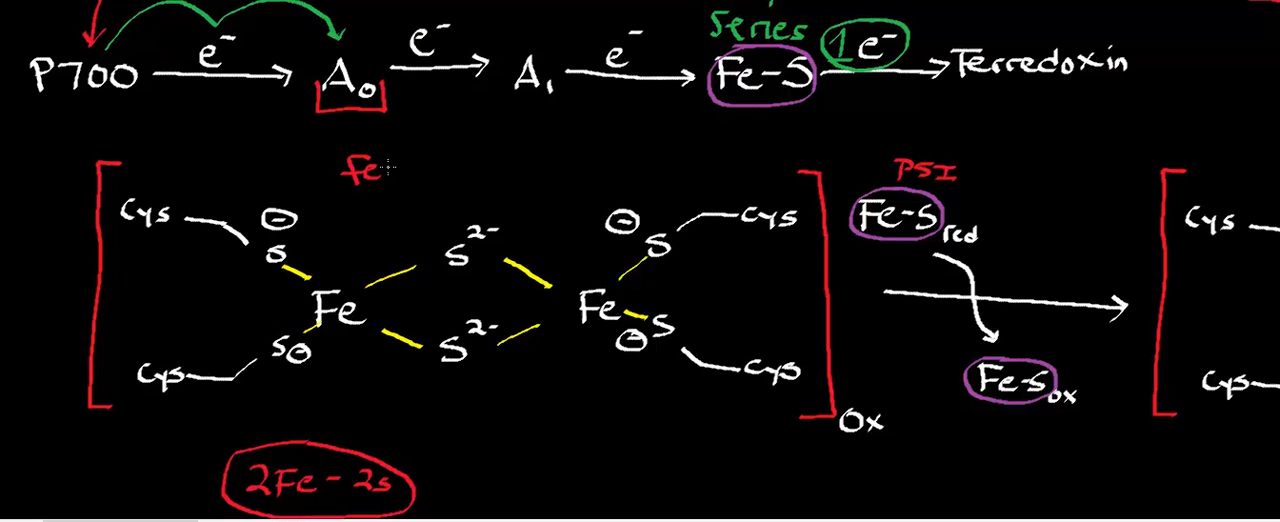 Series
P700 e⁻ A₀ e⁻ A₁ e⁻ Fe-S 1e⁻ Ferredoxin
Fe
PSI
Cys ⊖ S S²⁻ ⊖ S Cys Fe-S red Cys
Fe Fe
Cys S⊖ S²⁻ ⊖ S Cys Fe-S ox Cys
Ox
2Fe-2S